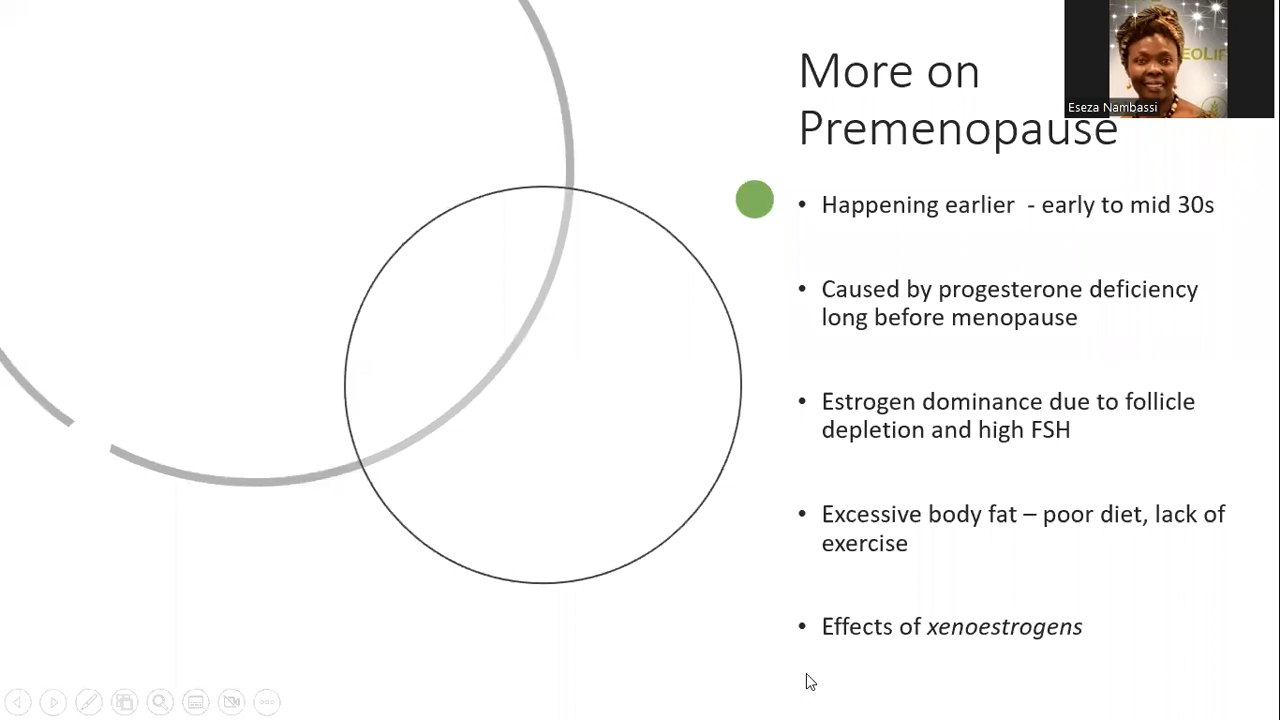 More on
Premenopause
EOLIF
Eseza Nambassi
• Happening earlier  - early to mid 30s
• Caused by progesterone deficiency
long before menopause
• Estrogen dominance due to follicle
depletion and high FSH
• Excessive body fat – poor diet, lack of
exercise
• Effects of xenoestrogens